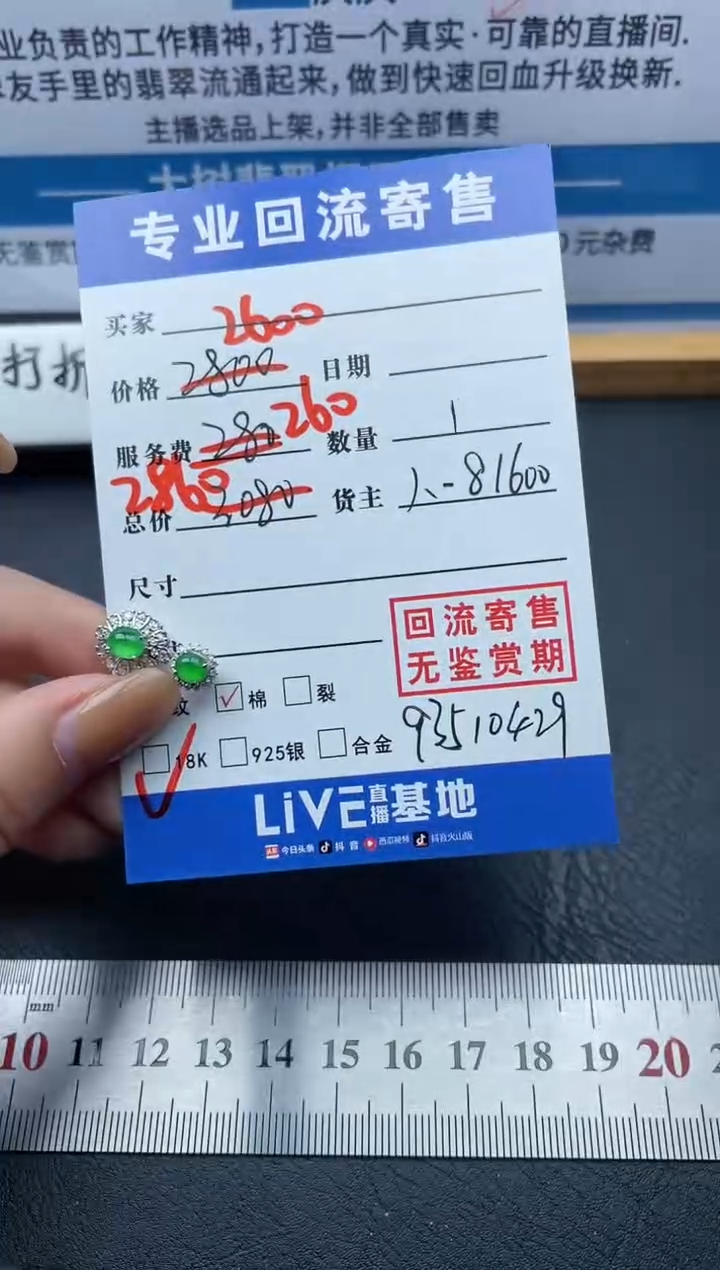 业负责的工作精神,打造一个真实·可靠的直播间.
友手里的翡翠流通起来,做到快速回血升级换新.
主播选品上架,并非全部售卖
无鉴赏
元杂费
打折
专业回流寄售
买家
2600
价格 2800 日期
服务费 280 260 数量 1
2860
总价 3080 货主 人-81600
尺寸
回流寄售
无鉴赏期
纹 ✓ 棉 裂
93510429
✓ 18K 925银 合金
LiVE直播基地
今日头条 抖音 西瓜视频 抖音火山版
mm
10 11 12 13 14 15 16 17 18 19 20 2